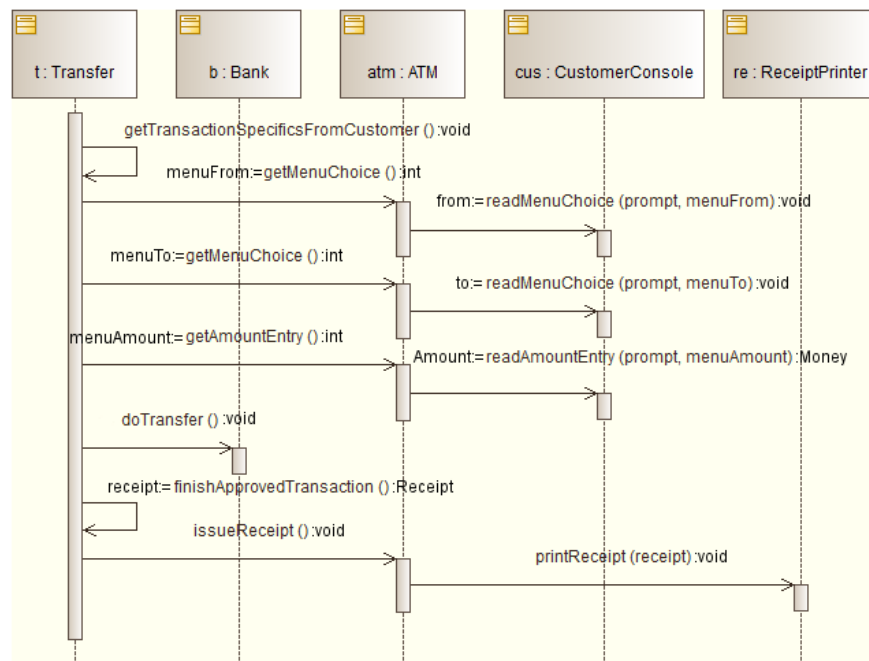 t : Transfer
b : Bank
atm : ATM
cus : CustomerConsole
re : ReceiptPrinter
getTransactionSpecificsFromCustomer ():void
menuFrom:=getMenuChoice ():int
from:=readMenuChoice (prompt, menuFrom):void
menuTo:=getMenuChoice ():int
to:=readMenuChoice (prompt, menuTo):void
menuAmount:=getAmountEntry ():int
Amount:=readAmountEntry (prompt, menuAmount):Money
doTransfer ():void
receipt:=finishApprovedTransaction ():Receipt
issueReceipt ():void
printReceipt (receipt):void